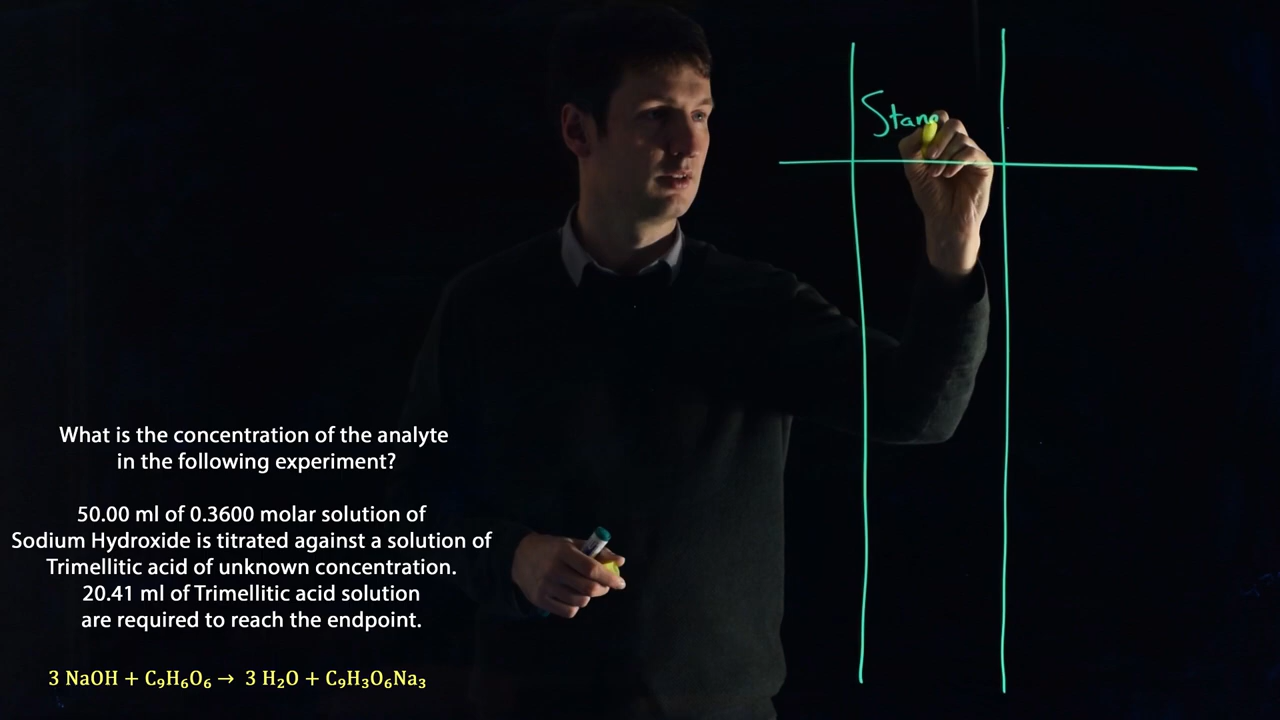 Stand
What is the concentration of the analyte
in the following experiment?
50.00 ml of 0.3600 molar solution of
Sodium Hydroxide is titrated against a solution of
Trimellitic acid of unknown concentration.
20.41 ml of Trimellitic acid solution
are required to reach the endpoint.
3 NaOH + C₉H₆O₆ → 3 H₂O + C₉H₃O₆Na₃